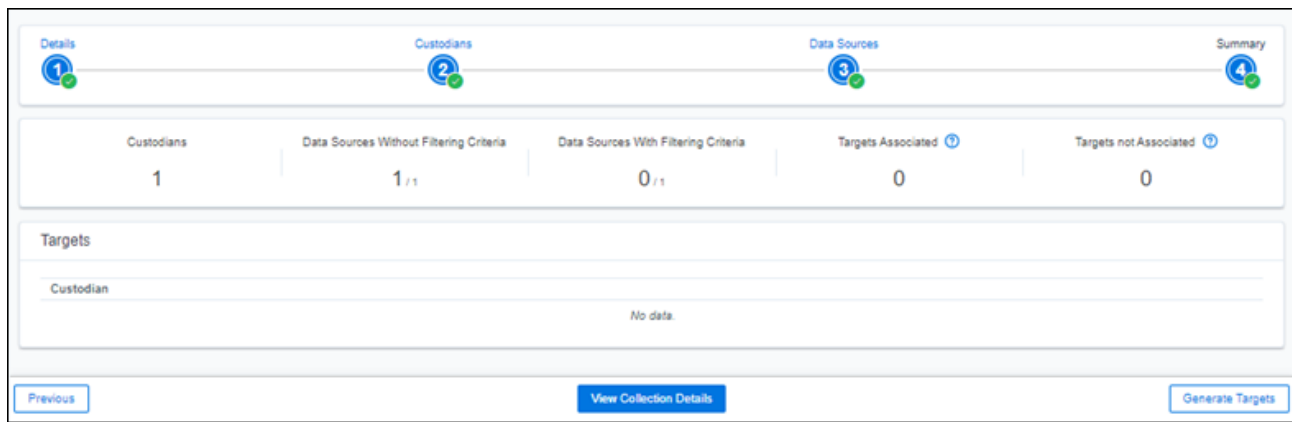 Details Custodians Data Sources Summary
1 2 3 4
Custodians Data Sources Without Filtering Criteria Data Sources With Filtering Criteria Targets Associated ? Targets not Associated ?
1 1 / 1 0 / 1 0 0
Targets
Custodian
No data.
Previous View Collection Details Generate Targets